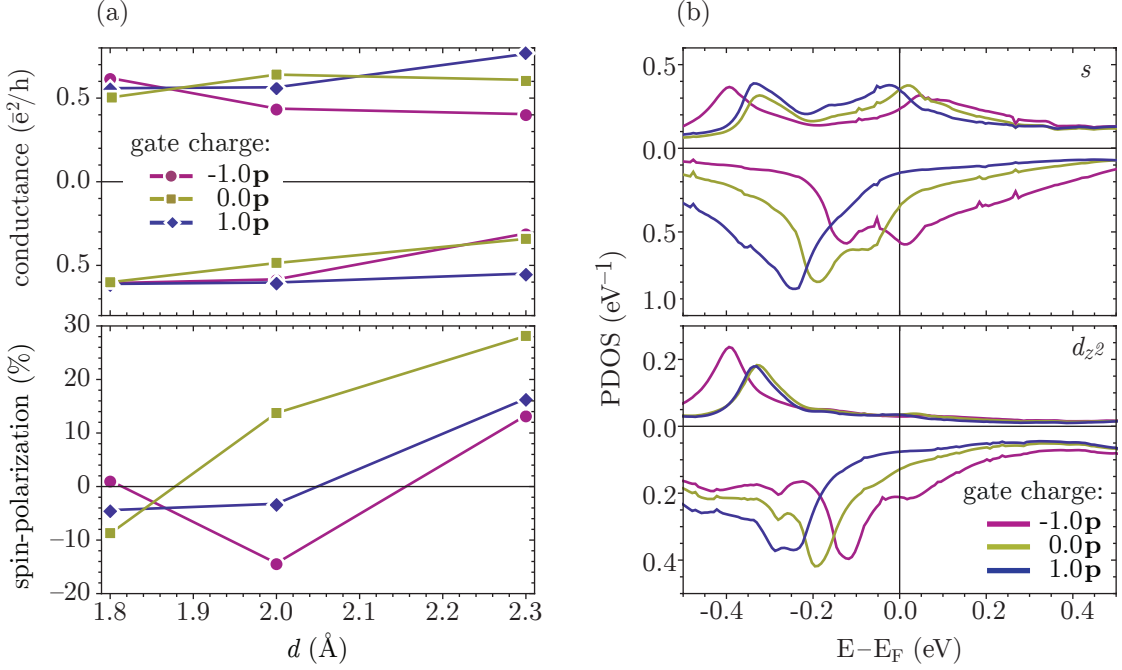 (a)
conductance (ē²/h)
0.5
0.0
0.5
gate charge:
-1.0p
0.0p
1.0p
spin-polarization (%)
30
20
10
0
−10
−20
1.8
1.9
2.0
2.1
2.2
2.3
d (Å)
(b)
PDOS (eV⁻¹)
s
0.5
0.0
0.5
1.0
d_z2
0.2
0.0
0.2
0.4
gate charge:
-1.0p
0.0p
1.0p
-0.4
-0.2
0.0
0.2
0.4
E−E_F (eV)